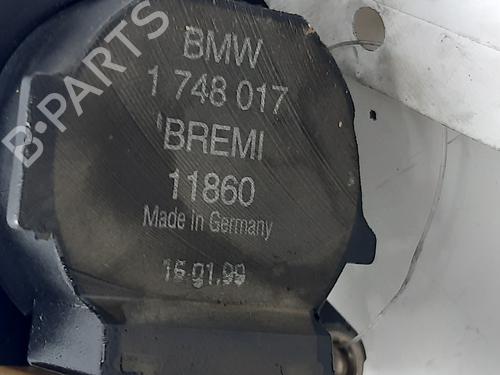 B-PARTS
BMW
1 748 017
BREMI
11860
Made in Germany
16.01.99